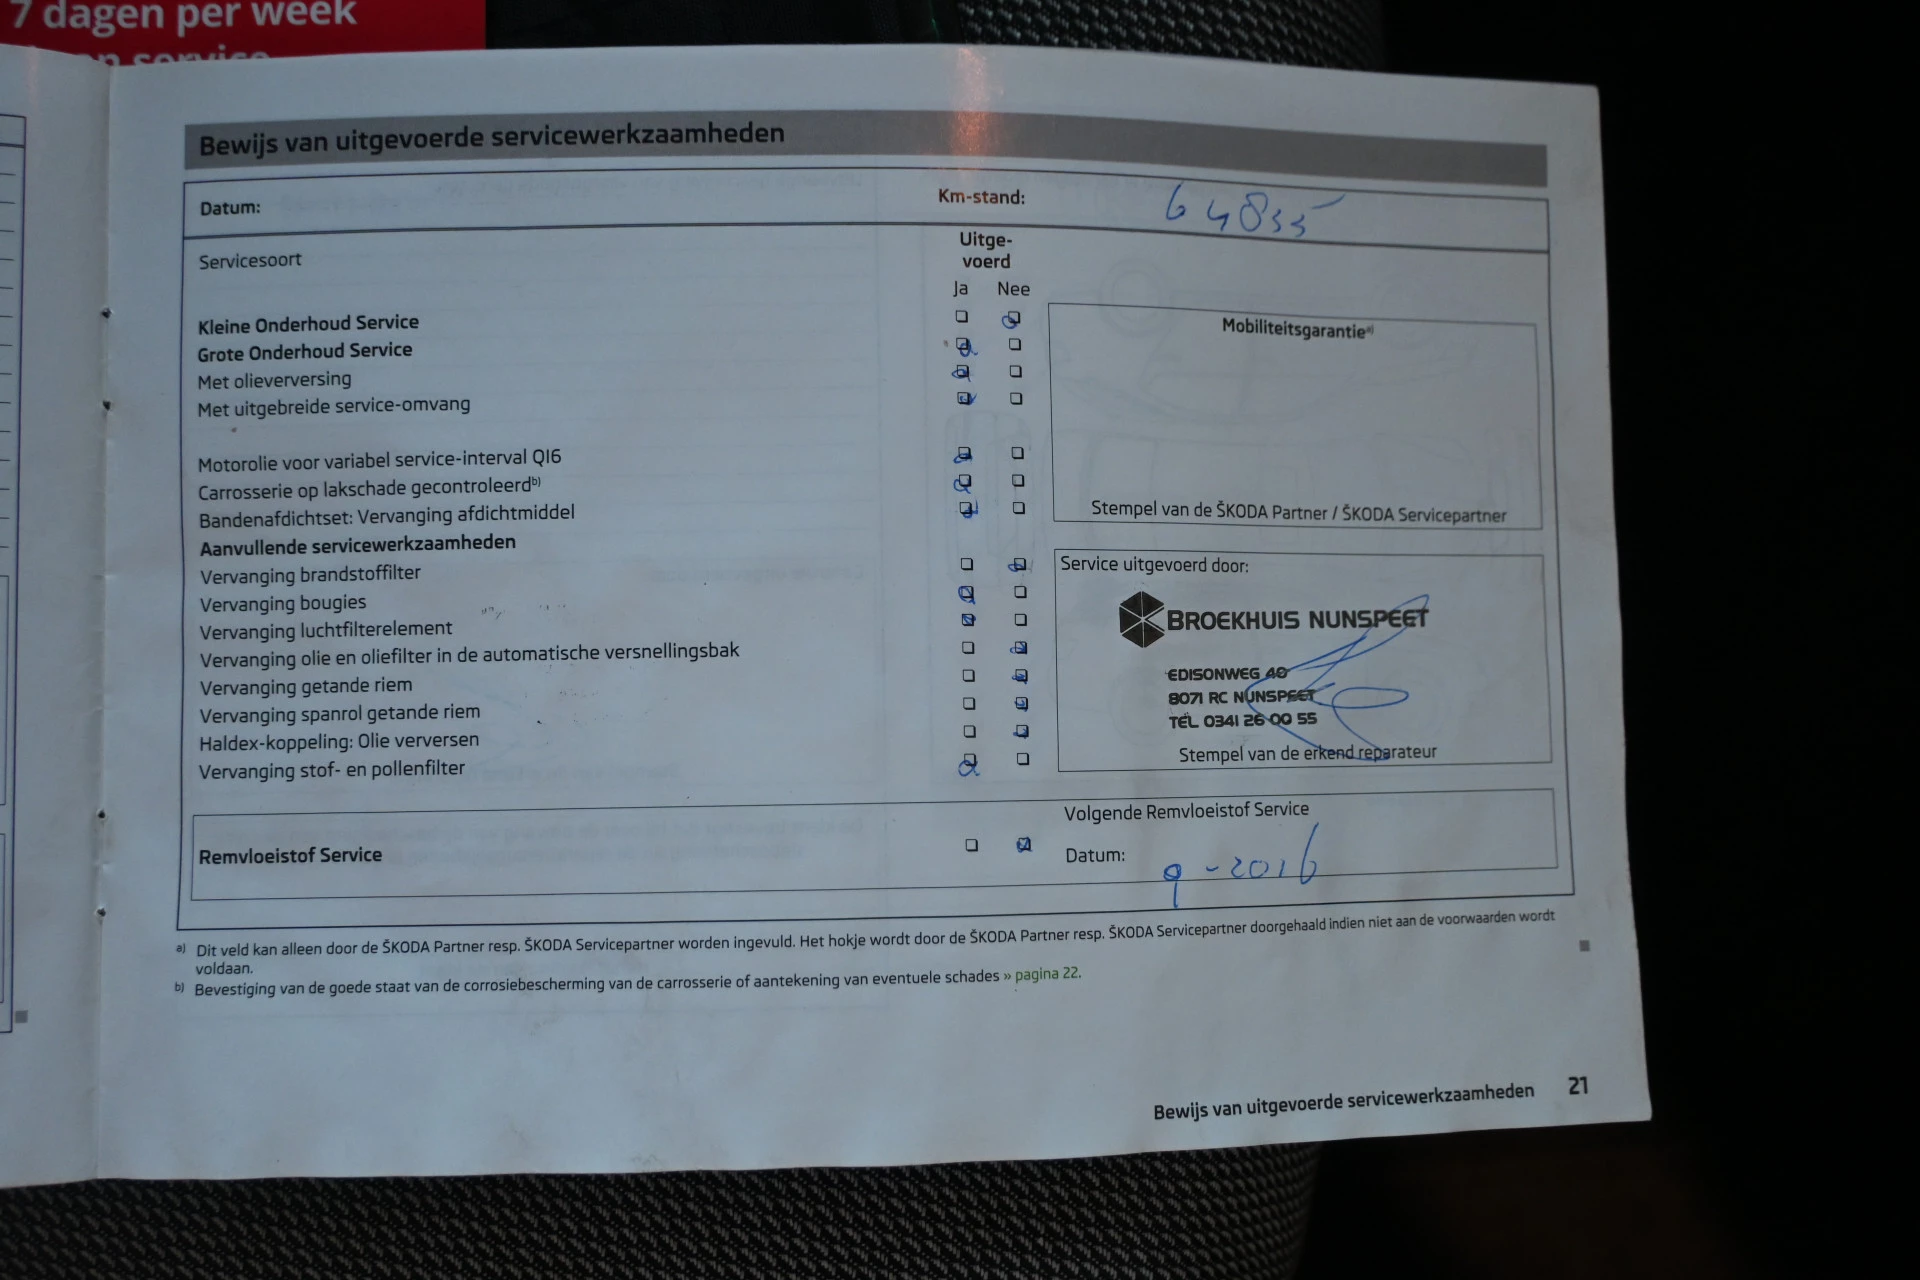 7 dagen per week
en service
Bewijs van uitgevoerde servicewerkzaamheden
Datum:
Km-stand: 64835
Servicesoort
Uitge-
voerd
Ja Nee
Kleine Onderhoud Service
Grote Onderhoud Service
Met olieverversing
Met uitgebreide service-omvang
Motorolie voor variabel service-interval QI6
Carrosserie op lakschade gecontroleerd b)
Bandenafdichtset: Vervanging afdichtmiddel
Aanvullende servicewerkzaamheden
Vervanging brandstoffilter
Vervanging bougies
Vervanging luchtfilterelement
Vervanging olie en oliefilter in de automatische versnellingsbak
Vervanging getande riem
Vervanging spanrol getande riem
Haldex-koppeling: Olie verversen
Vervanging stof- en pollenfilter
Mobiliteitsgarantie a)
Stempel van de ŠKODA Partner / ŠKODA Servicepartner
Service uitgevoerd door:
BROEKHUIS NUNSPEET
EDISONWEG 40
8071 RC NUNSPEET
TEL 0341 26 00 55
Stempel van de erkend reparateur
Remvloeistof Service
Volgende Remvloeistof Service
Datum: 9-2016
a) Dit veld kan alleen door de ŠKODA Partner resp. ŠKODA Servicepartner worden ingevuld. Het hokje wordt door de ŠKODA Partner resp. ŠKODA Servicepartner doorgehaald indien niet aan de voorwaarden wordt
voldaan.
b) Bevestiging van de goede staat van de corrosiebescherming van de carrosserie of aantekening van eventuele schades » pagina 22.
Bewijs van uitgevoerde servicewerkzaamheden 21